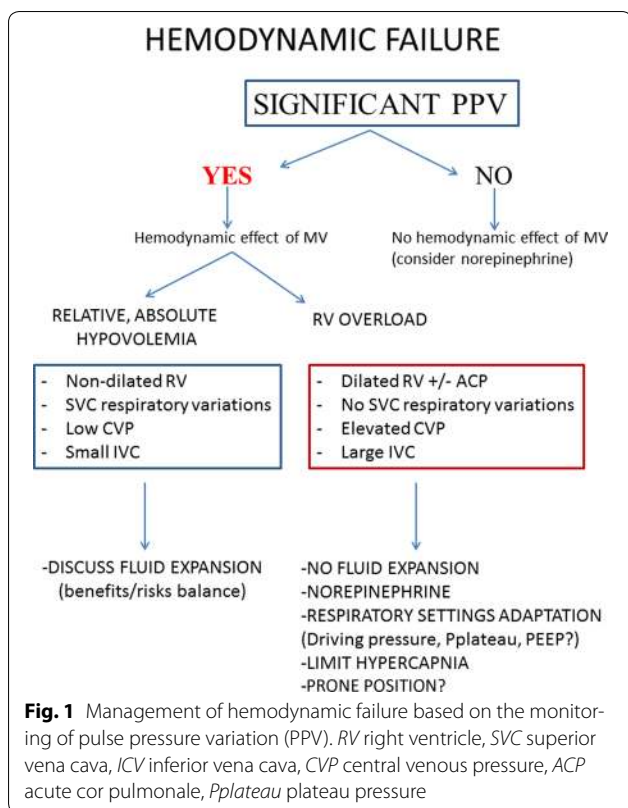 HEMODYNAMIC FAILURE
SIGNIFICANT PPV
YES
NO
Hemodynamic effect of MV
No hemodynamic effect of MV
(consider norepinephrine)
RELATIVE, ABSOLUTE
HYPOVOLEMIA
RV OVERLOAD
- Non-dilated RV
- SVC respiratory variations
- Low CVP
- Small IVC
- Dilated RV +/- ACP
- No SVC respiratory variations
- Elevated CVP
- Large IVC
-DISCUSS FLUID EXPANSION
(benefits/risks balance)
-NO FLUID EXPANSION
-NOREPINEPHRINE
-RESPIRATORY SETTINGS ADAPTATION
(Driving pressure, Pplateau, PEEP?)
-LIMIT HYPERCAPNIA
-PRONE POSITION?
Fig. 1 Management of hemodynamic failure based on the monitor-
ing of pulse pressure variation (PPV). RV right ventricle, SVC superior
vena cava, ICV inferior vena cava, CVP central venous pressure, ACP
acute cor pulmonale, Pplateau plateau pressure